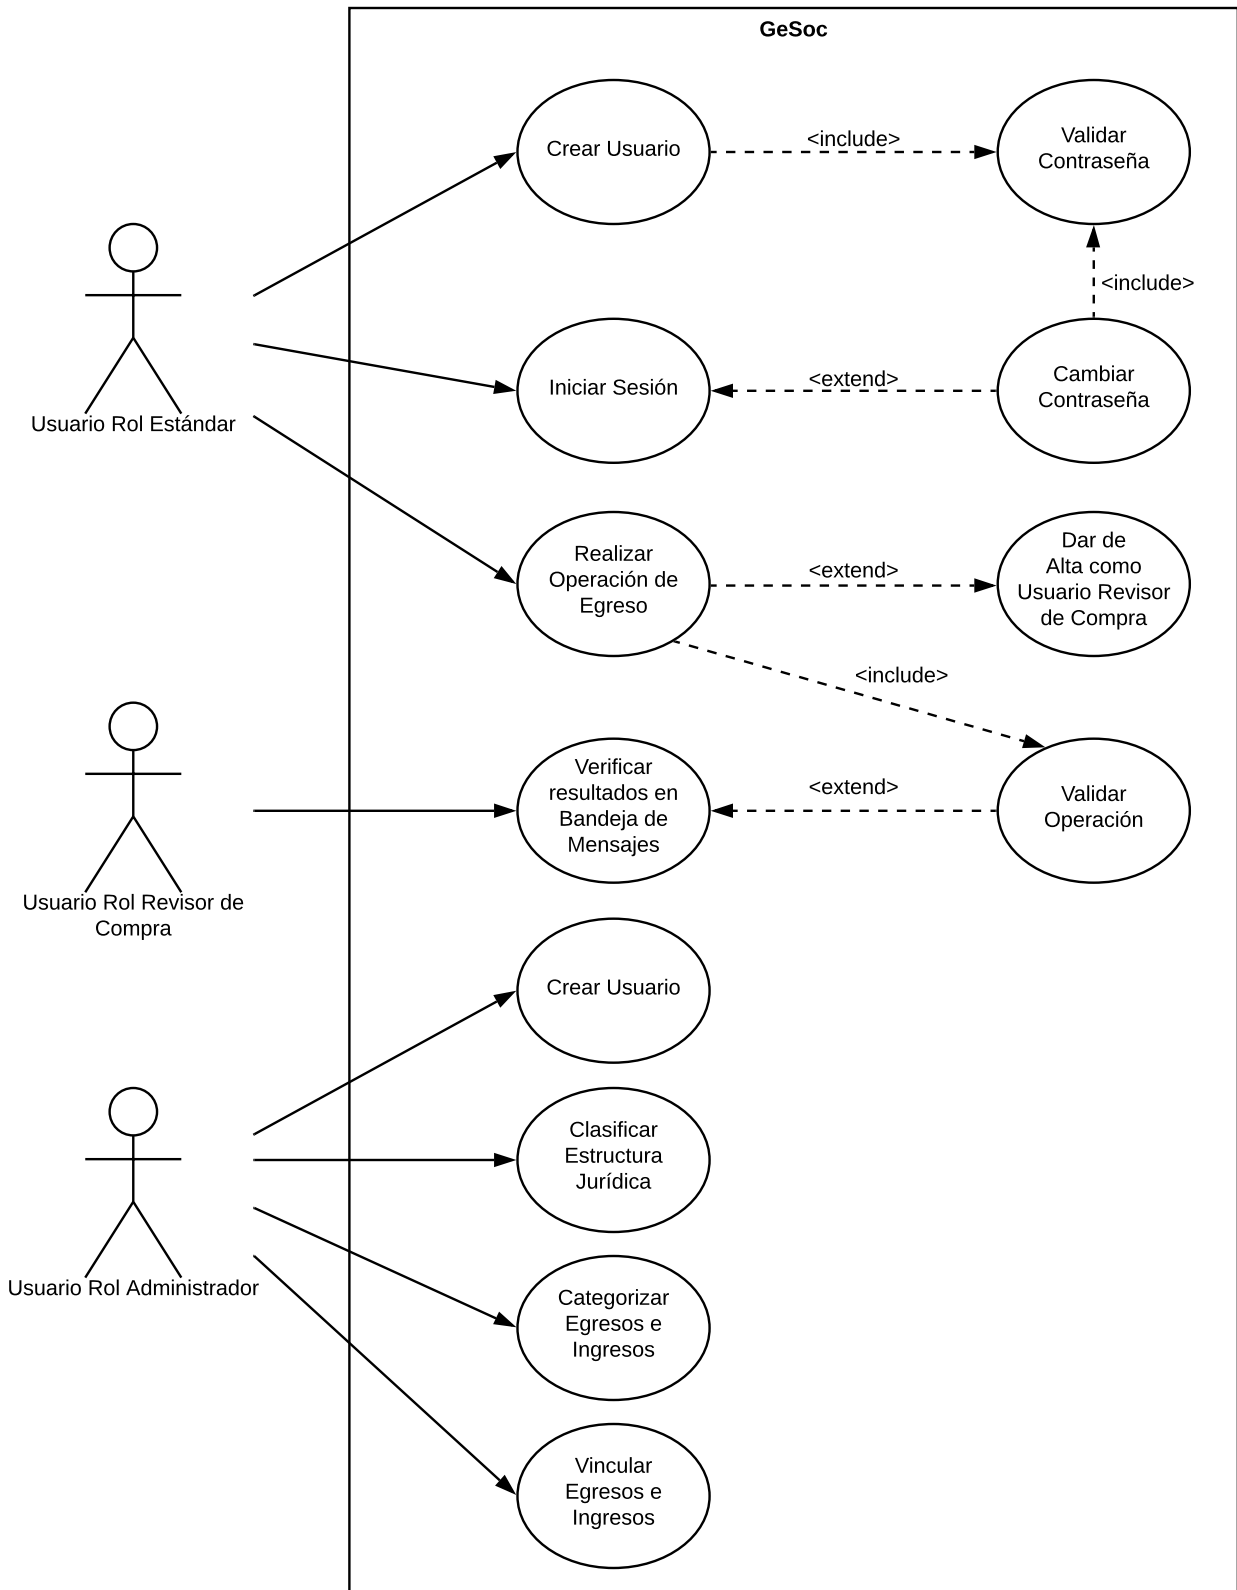 GeSoc
Crear Usuario
<include>
Validar
Contraseña
<include>
Usuario Rol Estándar
Iniciar Sesión
<extend>
Cambiar
Contraseña
Realizar
Operación de
Egreso
<extend>
Dar de
Alta como
Usuario Revisor
de Compra
<include>
Usuario Rol Revisor de
Compra
Verificar
resultados en
Bandeja de
Mensajes
<extend>
Validar
Operación
Crear Usuario
Usuario Rol Administrador
Clasificar
Estructura
Jurídica
Categorizar
Egresos e
Ingresos
Vincular
Egresos e
Ingresos